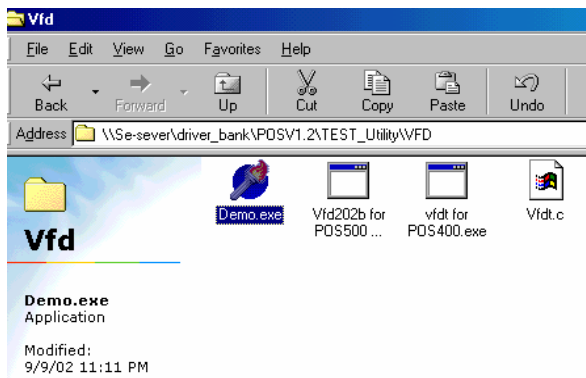 Vfd
File Edit View Go Favorites Help
Back Forward Up Cut Copy Paste Undo
Address \\Se-sever\driver_bank\POSV1.2\TEST_Utility\VFD
Demo.exe Vfd202b for POS500 ... vfdt for POS400.exe Vfdt.c
Vfd
Demo.exe
Application
Modified:
9/9/02 11:11 PM